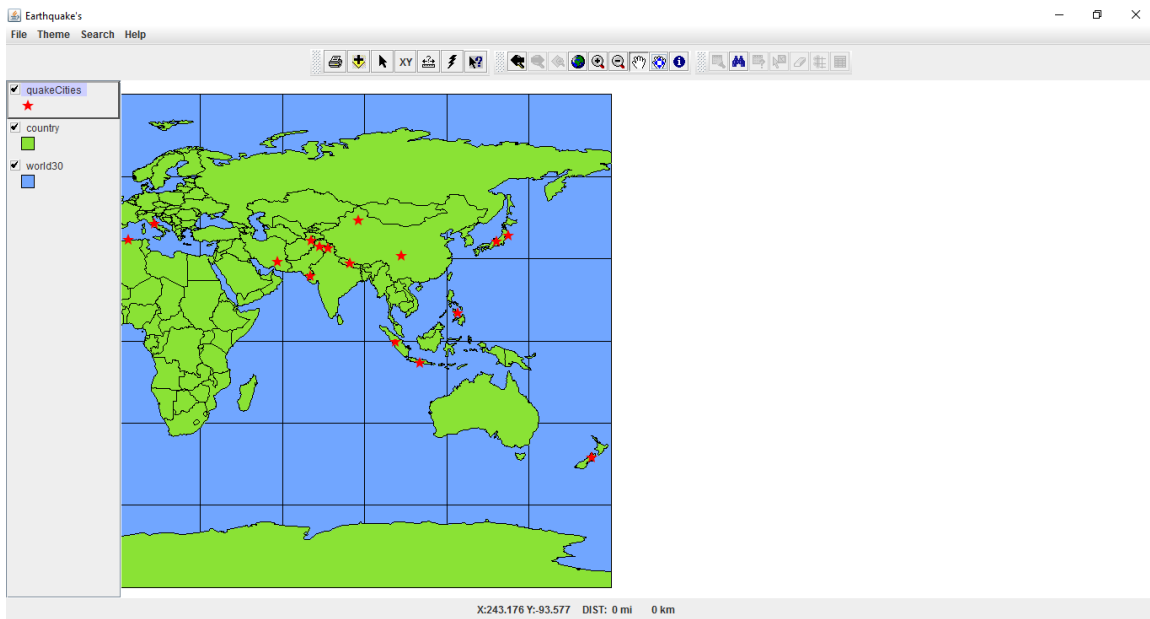 Earthquake's
File Theme Search Help
XY
quakeCities
country
world30
X:243.176 Y:-93.577 DIST: 0 mi 0 km